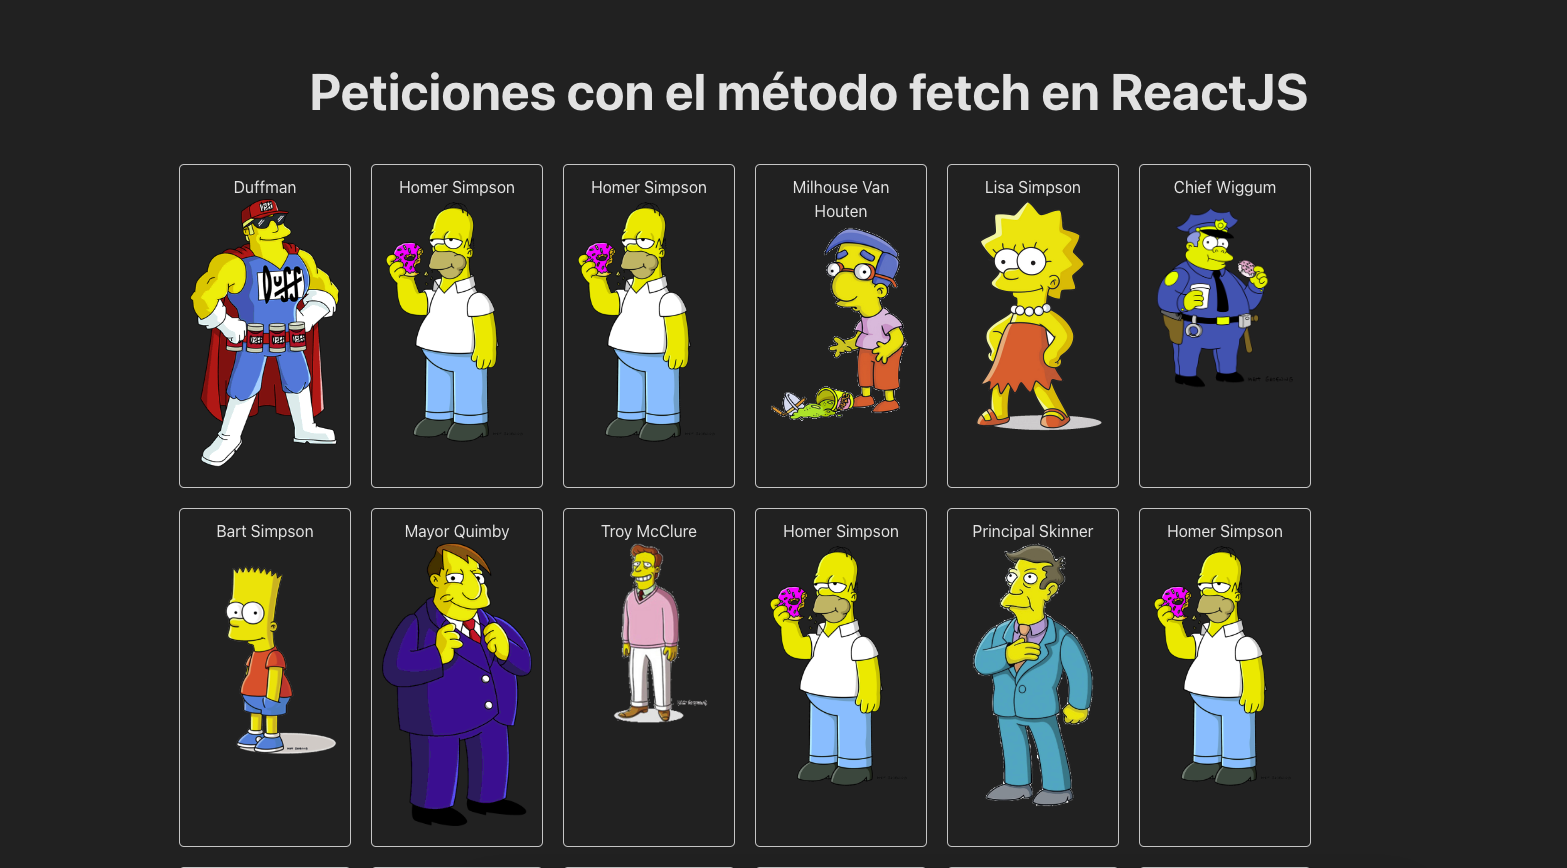 Peticiones con el método fetch en ReactJS
Duffman
Homer Simpson
Homer Simpson
Milhouse Van
Houten
Lisa Simpson
Chief Wiggum
Duff
Bart Simpson
Mayor Quimby
Troy McClure
Homer Simpson
Principal Skinner
Homer Simpson